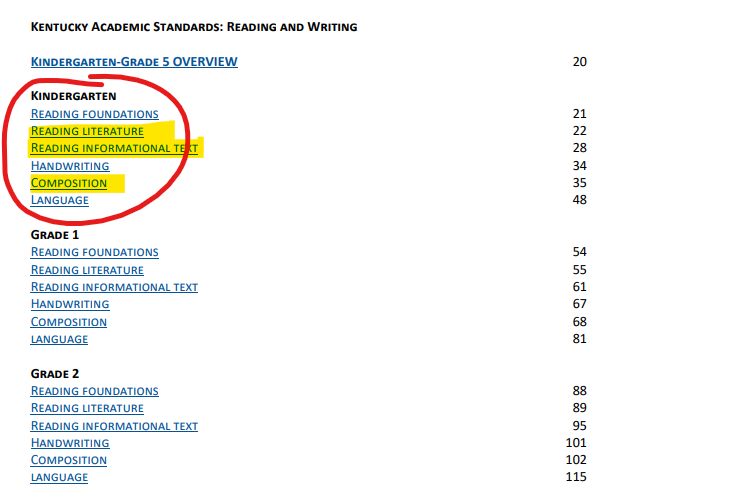 Kentucky Academic Standards: Reading and Writing
Kindergarten-Grade 5 OVERVIEW 20
Kindergarten
Reading foundations 21
Reading literature 22
Reading informational text 28
Handwriting 34
Composition 35
Language 48
Grade 1
Reading foundations 54
Reading literature 55
Reading informational text 61
Handwriting 67
Composition 68
language 81
Grade 2
Reading foundations 88
Reading literature 89
Reading informational text 95
Handwriting 101
Composition 102
language 115